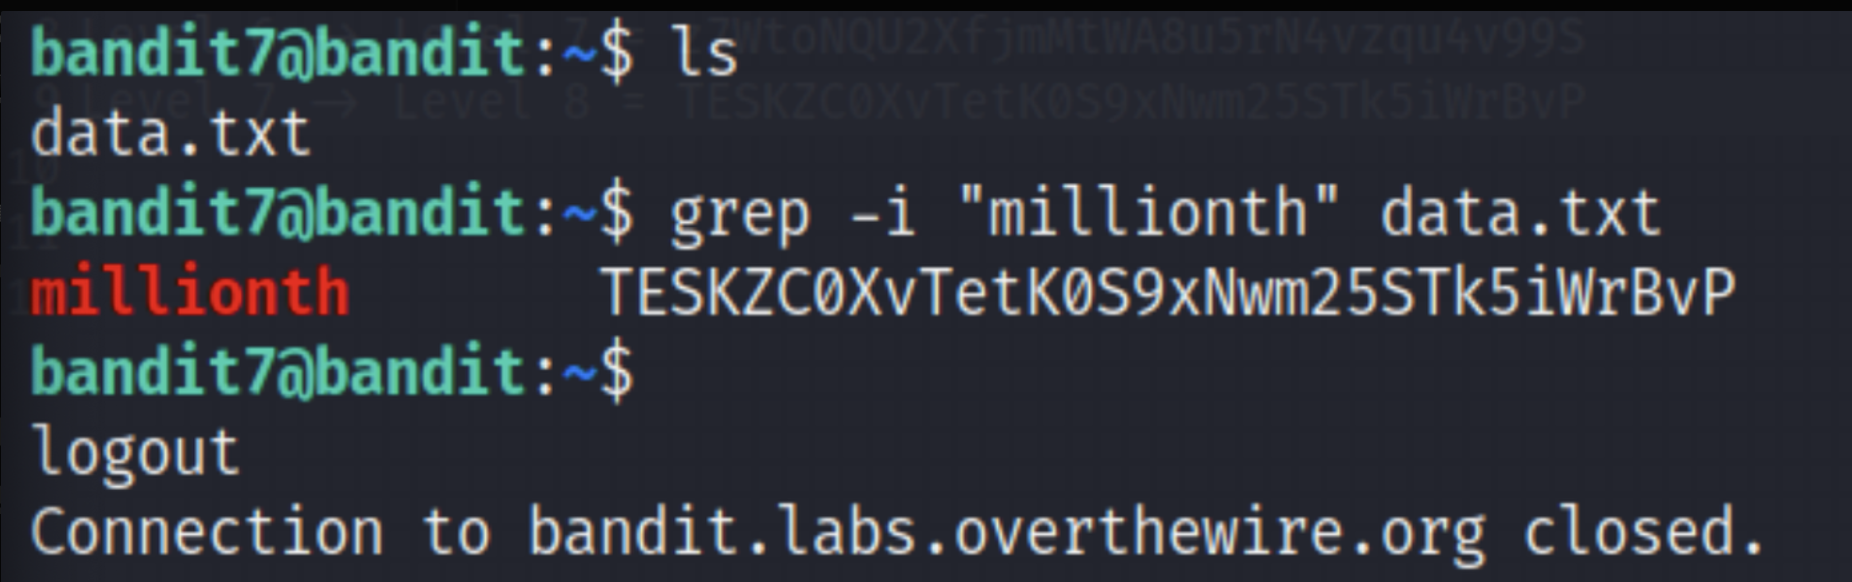 bandit7@bandit:~$ ls
data.txt
bandit7@bandit:~$ grep -i "millionth" data.txt
millionth       TESKZC0XvTetK0S9xNwm25STk5iWrBvP
bandit7@bandit:~$
logout
Connection to bandit.labs.overthewire.org closed.